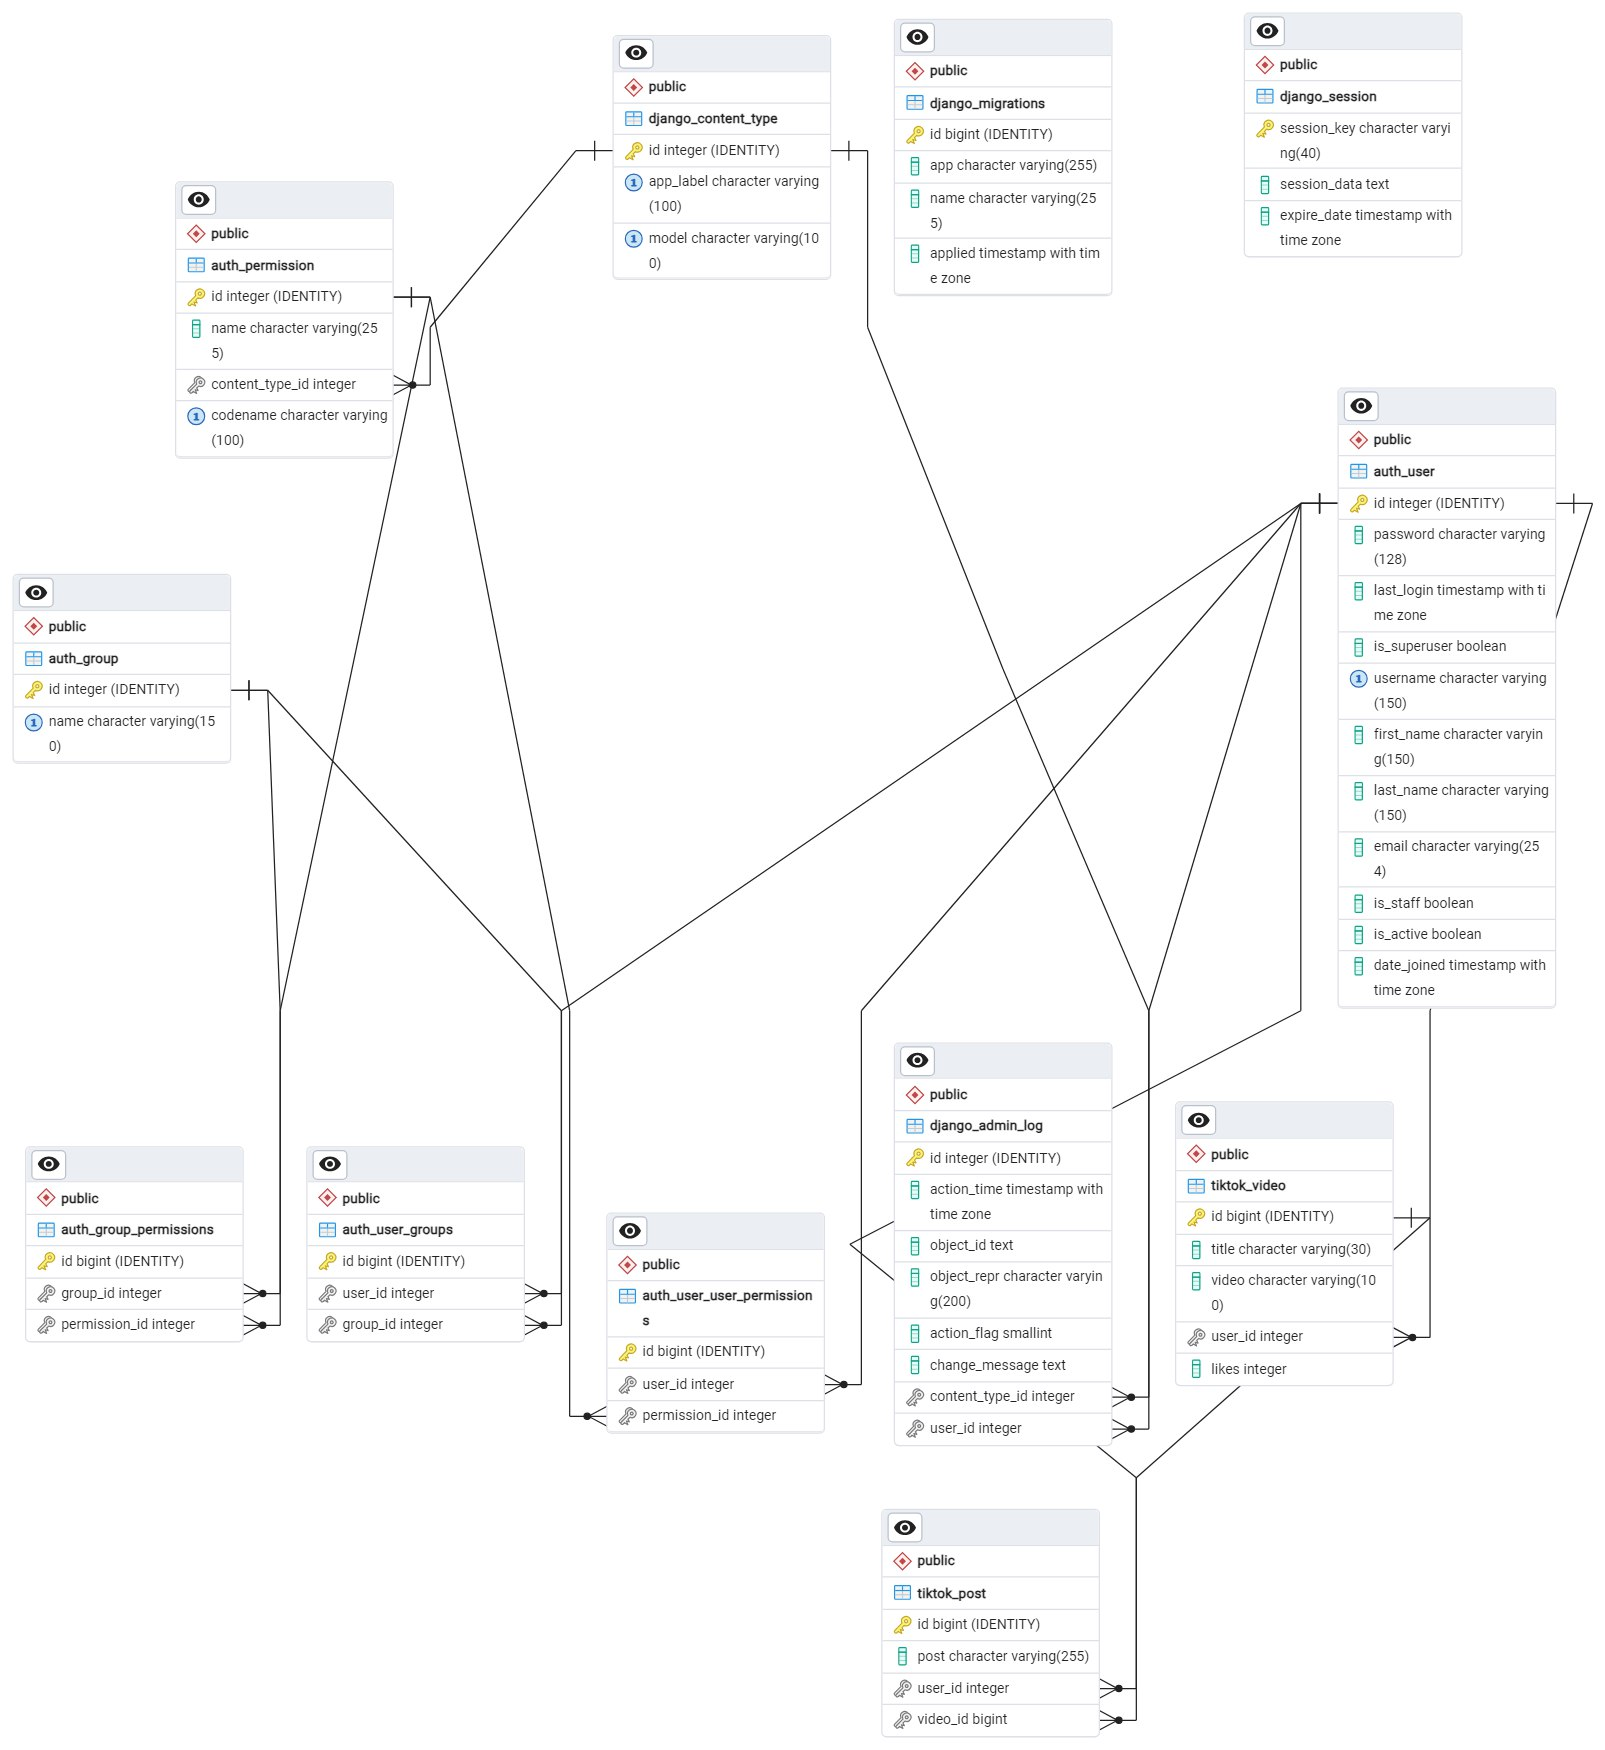 public
django_content_type
id integer (IDENTITY)
app_label character varying
(100)
model character varying(10
0)
public
django_migrations
id bigint (IDENTITY)
app character varying(255)
name character varying(25
5)
applied timestamp with tim
e zone
public
django_session
session_key character varyi
ng(40)
session_data text
expire_date timestamp with
time zone
public
auth_permission
id integer (IDENTITY)
name character varying(25
5)
content_type_id integer
codename character varying
(100)
public
auth_user
id integer (IDENTITY)
password character varying
(128)
last_login timestamp with ti
me zone
is_superuser boolean
username character varying
(150)
first_name character varyin
g(150)
last_name character varying
(150)
email character varying(25
4)
is_staff boolean
is_active boolean
date_joined timestamp with
time zone
public
auth_group
id integer (IDENTITY)
name character varying(15
0)
public
auth_group_permissions
id bigint (IDENTITY)
group_id integer
permission_id integer
public
auth_user_groups
id bigint (IDENTITY)
user_id integer
group_id integer
public
auth_user_user_permission
s
id bigint (IDENTITY)
user_id integer
permission_id integer
public
django_admin_log
id integer (IDENTITY)
action_time timestamp with
time zone
object_id text
object_repr character varyin
g(200)
action_flag smallint
change_message text
content_type_id integer
user_id integer
public
tiktok_video
id bigint (IDENTITY)
title character varying(30)
video character varying(10
0)
user_id integer
likes integer
public
tiktok_post
id bigint (IDENTITY)
post character varying(255)
user_id integer
video_id bigint